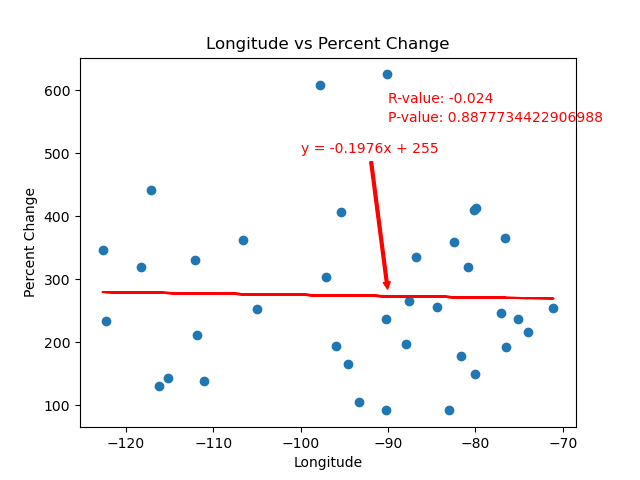 Longitude vs Percent Change
R-value: -0.024
P-value: 0.8877734422906988
y = -0.1976x + 255
Percent Change
600
500
400
300
200
100
−120 −110 −100 −90 −80 −70
Longitude